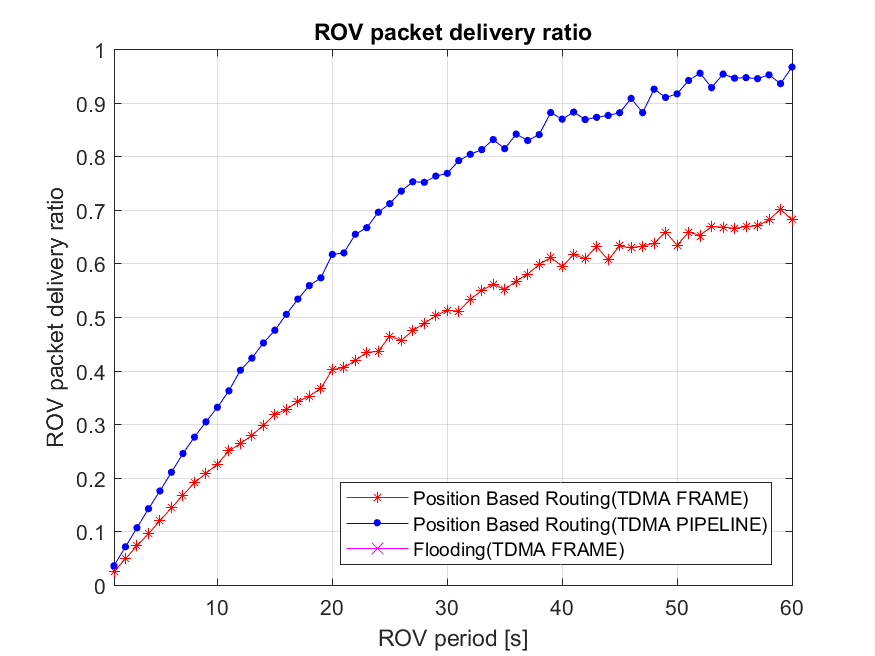 ROV packet delivery ratio
1
0.9
0.8
0.7
0.6
0.5
0.4
0.3
0.2
0.1
0
ROV packet delivery ratio
Position Based Routing(TDMA FRAME)
Position Based Routing(TDMA PIPELINE)
Flooding(TDMA FRAME)
10 20 30 40 50 60
ROV period [s]